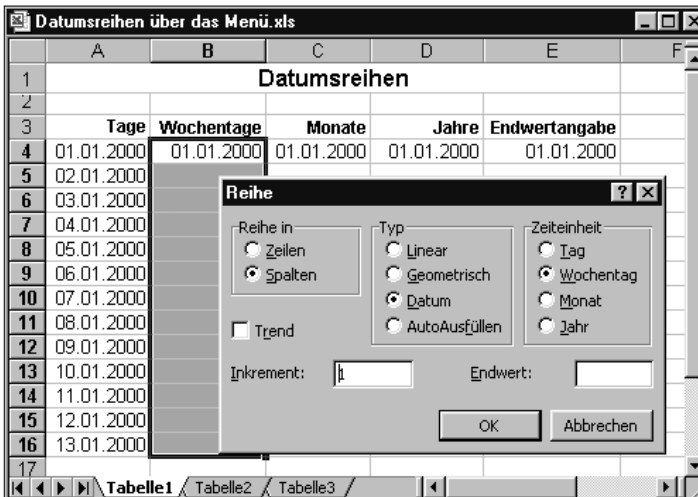 Datumsreihen über das Menü.xls
A B C D E F
1 Datumsreihen
2
3 Tage Wochentage Monate Jahre Endwertangabe
4 01.01.2000 01.01.2000 01.01.2000 01.01.2000 01.01.2000
5 02.01.2000
6 03.01.2000
7 04.01.2000
8 05.01.2000
9 06.01.2000
10 07.01.2000
11 08.01.2000
12 09.01.2000
13 10.01.2000
14 11.01.2000
15 12.01.2000
16 13.01.2000
17
Reihe
Reihe in
Zeilen
Spalten
Typ
Linear
Geometrisch
Datum
AutoAusfüllen
Zeiteinheit
Tag
Wochentag
Monat
Jahr
Trend
Inkrement: 1
Endwert:
OK Abbrechen
Tabelle1 Tabelle2 Tabelle3